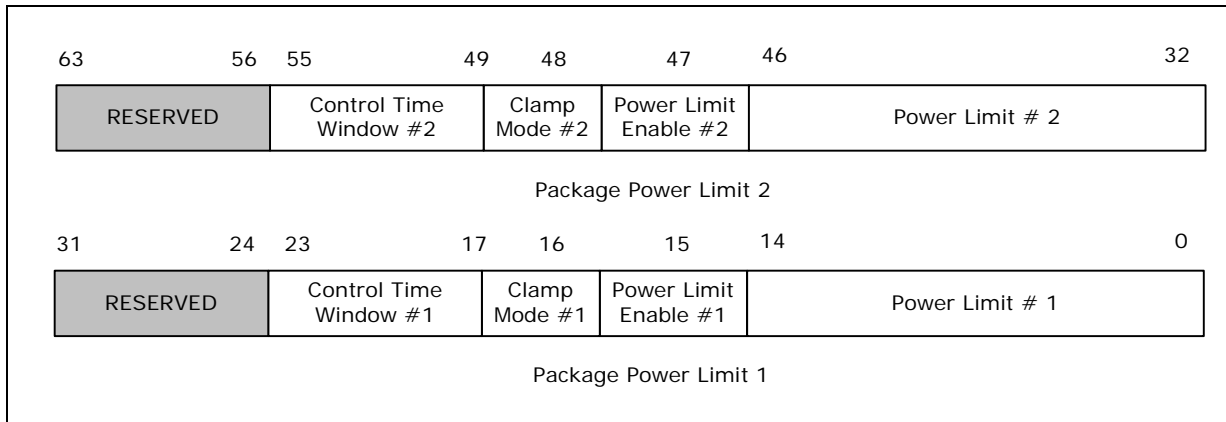 63 56 55 49 48 47 46 32
RESERVED
Control Time
Window #2
Clamp
Mode #2
Power Limit
Enable #2
Power Limit # 2
Package Power Limit 2
31 24 23 17 16 15 14 0
RESERVED
Control Time
Window #1
Clamp
Mode #1
Power Limit
Enable #1
Power Limit # 1
Package Power Limit 1